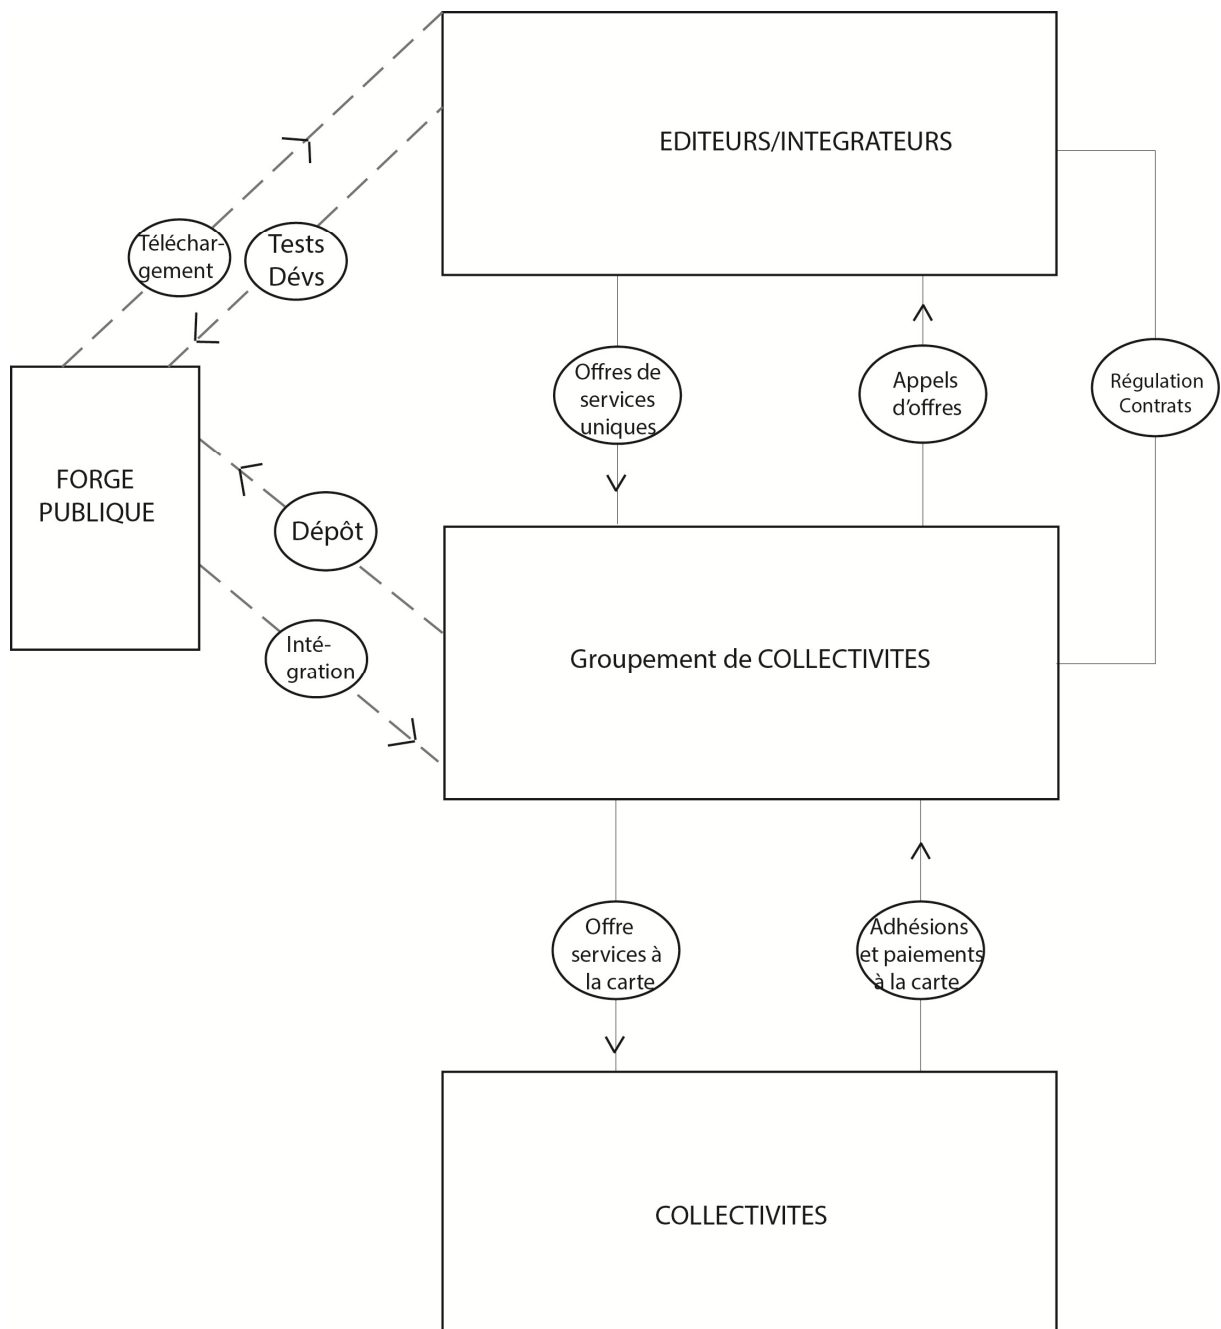 EDITEURS/INTEGRATEURS
Téléchar-
gement
Tests
Dévs
Offres de
services
uniques
Appels
d'offres
Régulation
Contrats
FORGE
PUBLIQUE
Dépôt
Inté-
gration
Groupement de COLLECTIVITES
Offre
services à
la carte
Adhésions
et paiements
à la carte
COLLECTIVITES